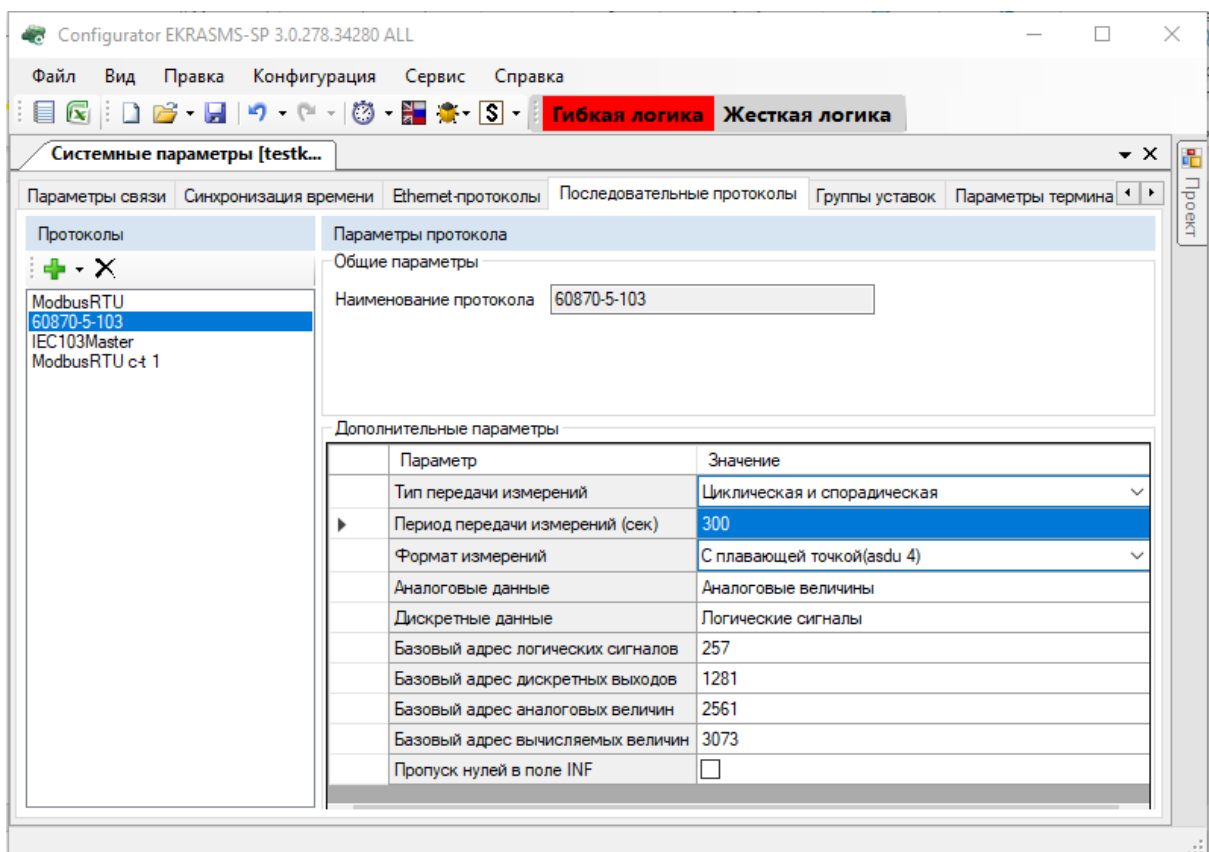 Configurator EKRASMS-SP 3.0.278.34280 ALL
Файл Вид Правка Конфигурация Сервис Справка
Гибкая логика Жесткая логика
Системные параметры [testk...
Параметры связи Синхронизация времени Ethernet-протоколы Последовательные протоколы Группы уставок Параметры термина
Проект
Протоколы
ModbusRTU
60870-5-103
IEC103Master
ModbusRTU c-t 1
Параметры протокола
Общие параметры
Наименование протокола 60870-5-103
Дополнительные параметры
Параметр Значение
Тип передачи измерений Циклическая и спорадическая
Период передачи измерений (сек) 300
Формат измерений С плавающей точкой(asdu 4)
Аналоговые данные Аналоговые величины
Дискретные данные Логические сигналы
Базовый адрес логических сигналов 257
Базовый адрес дискретных выходов 1281
Базовый адрес аналоговых величин 2561
Базовый адрес вычисляемых величин 3073
Пропуск нулей в поле INF